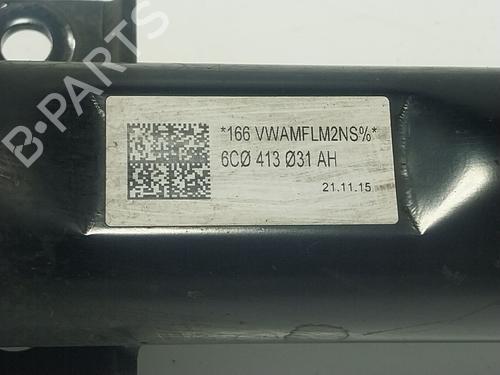 *166 VWAMFLM2NS%*
6CØ 413 Ø31 AH
21.11.15
B-PARTS